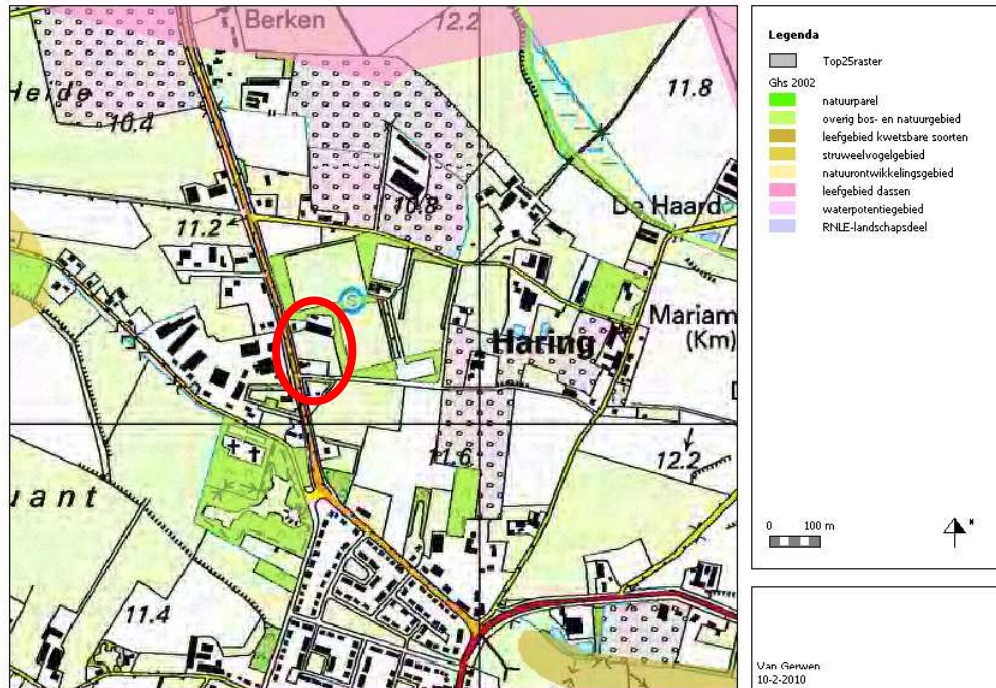 Berken
12.2
Heide
10.4
11.8
10.8
De Haard
11.2
S
Mariam
(Km)
Haring
11.6
12.2
uant
11.4
Legenda
Top25raster
Ghs 2002
natuurparel
overig bos- en natuurgebied
leefgebied kwetsbare soorten
struweelvogelgebied
natuurontwikkelingsgebied
leefgebied dassen
waterpotentiegebied
RNLE-landschapsdeel
0 100 m
Van Gerwen
10-2-2010